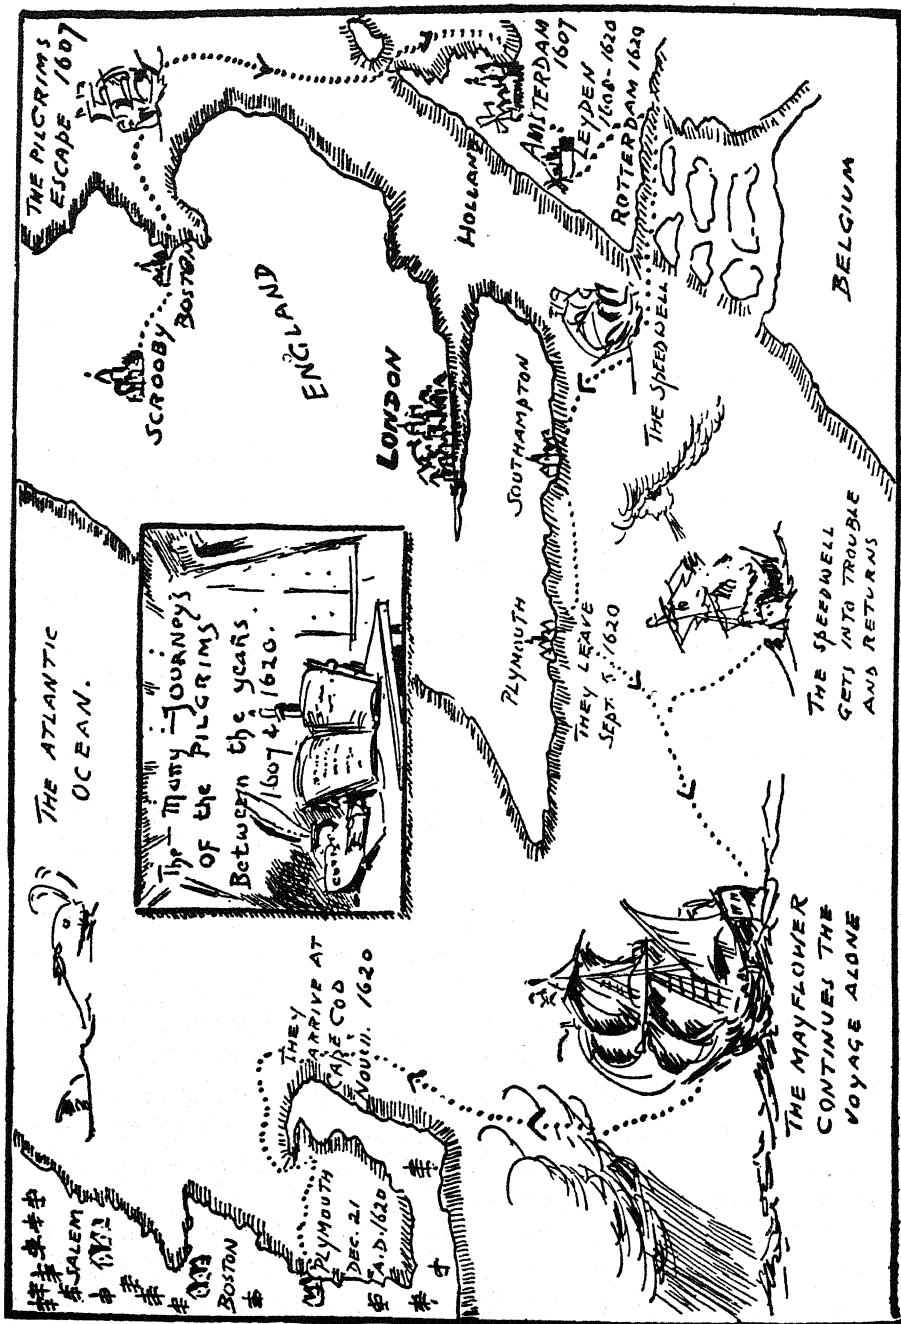 THE ATLANTIC
OCEAN.
The Many Journeys
OF the PILGRIMS
Between the years
1607 & 1620.
THE PILGRIMS
ESCAPE 1607
SCROOBY
BOSTON
ENGLAND
LONDON
SOUTHAMPTON
PLYMOUTH
HOLLAND
AMSTERDAM
1607
LEYDEN
1608-1620
ROTTERDAM 1620
BELGIUM
THE SPEEDWELL
THEY LEAVE
SEPT. 6, 1620
THE SPEEDWELL
GETS INTO TROUBLE
AND RETURNS
THE MAYFLOWER
CONTINUES THE
VOYAGE ALONE
THEY
ARRIVE AT
CAPE COD
1620
SALEM
BOSTON
PLYMOUTH
DEC. 21
A.D. 1620